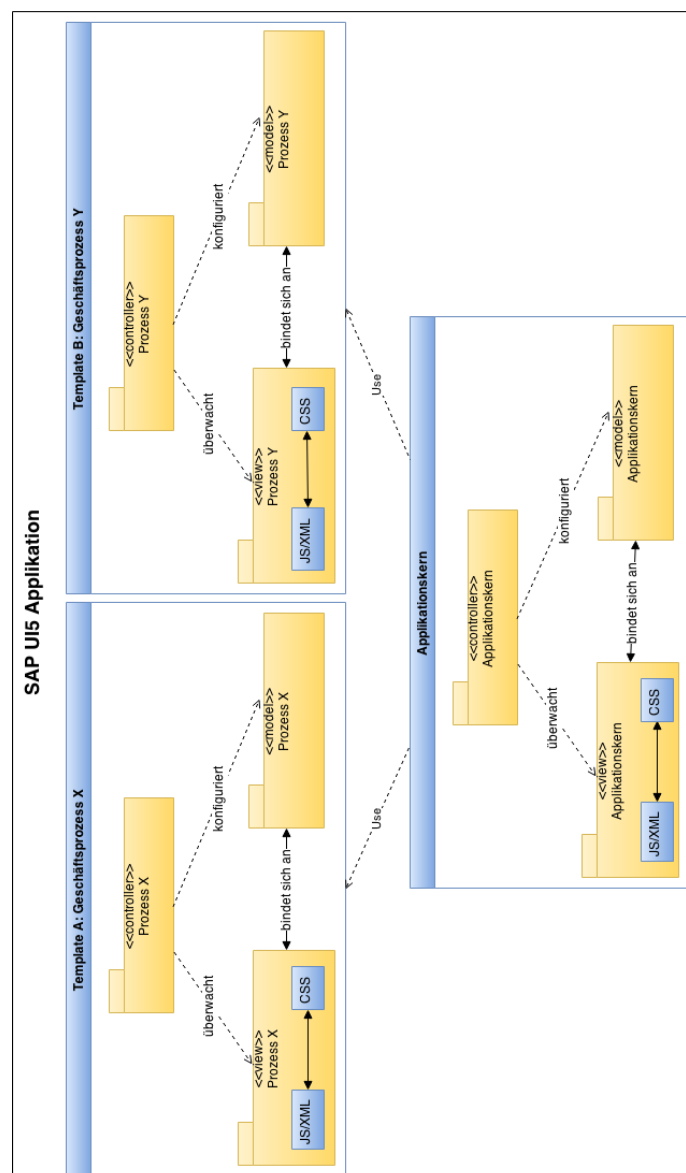 SAP UI5 Applikation
Template A: Geschäftsprozess X
<<controller>>
Prozess X
überwacht
konfiguriert
<<view>>
Prozess X
JS/XML
CSS
bindet sich an
<<model>>
Prozess X
Template B: Geschäftsprozess Y
<<controller>>
Prozess Y
überwacht
konfiguriert
<<view>>
Prozess Y
JS/XML
CSS
bindet sich an
<<model>>
Prozess Y
Use
Use
Applikationskern
<<controller>>
Applikationskern
überwacht
konfiguriert
<<view>>
Applikationskern
JS/XML
CSS
bindet sich an
<<model>>
Applikationskern